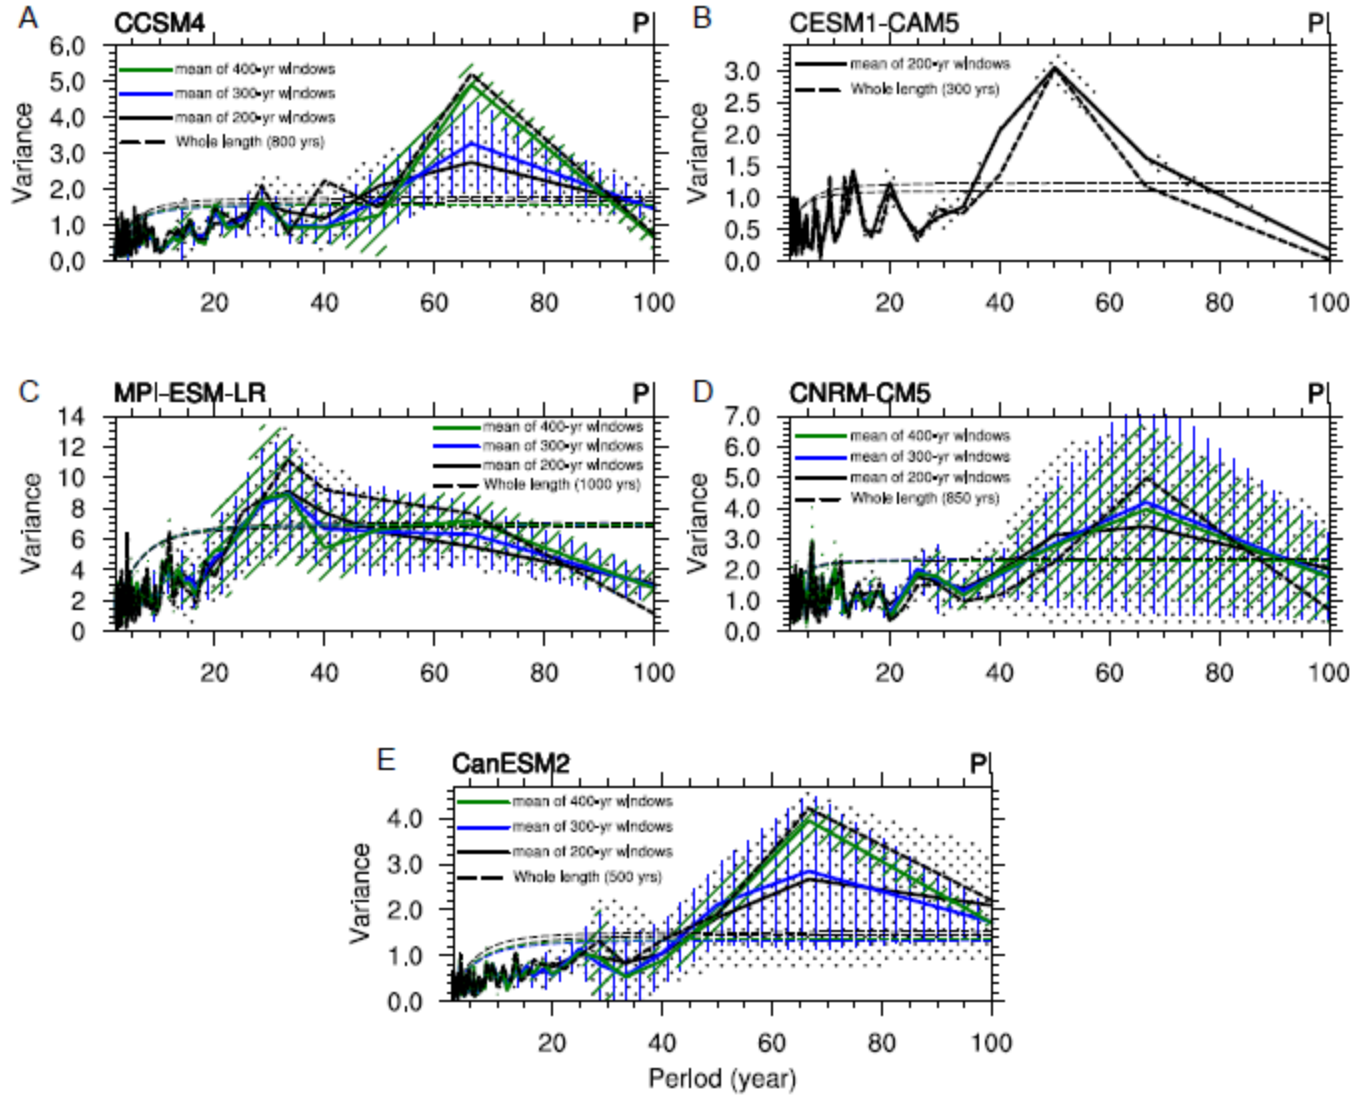 A CCSM4 PI
6.0
5.0
4.0
3.0
2.0
1.0
0.0
Variance
mean of 400-yr windows
mean of 300-yr windows
mean of 200-yr windows
Whole length (800 yrs)
20 40 60 80 100
B CESM1-CAM5 PI
3.0
2.5
2.0
1.5
1.0
0.5
0.0
Variance
mean of 200-yr windows
Whole length (300 yrs)
20 40 60 80 100
C MPI-ESM-LR PI
14
12
10
8
6
4
2
0
Variance
mean of 400-yr windows
mean of 300-yr windows
mean of 200-yr windows
Whole length (1000 yrs)
20 40 60 80 100
D CNRM-CM5 PI
7.0
6.0
5.0
4.0
3.0
2.0
1.0
0.0
Variance
mean of 400-yr windows
mean of 300-yr windows
mean of 200-yr windows
Whole length (850 yrs)
20 40 60 80 100
E CanESM2 PI
4.0
3.0
2.0
1.0
0.0
Variance
mean of 400-yr windows
mean of 300-yr windows
mean of 200-yr windows
Whole length (500 yrs)
20 40 60 80 100
Period (year)